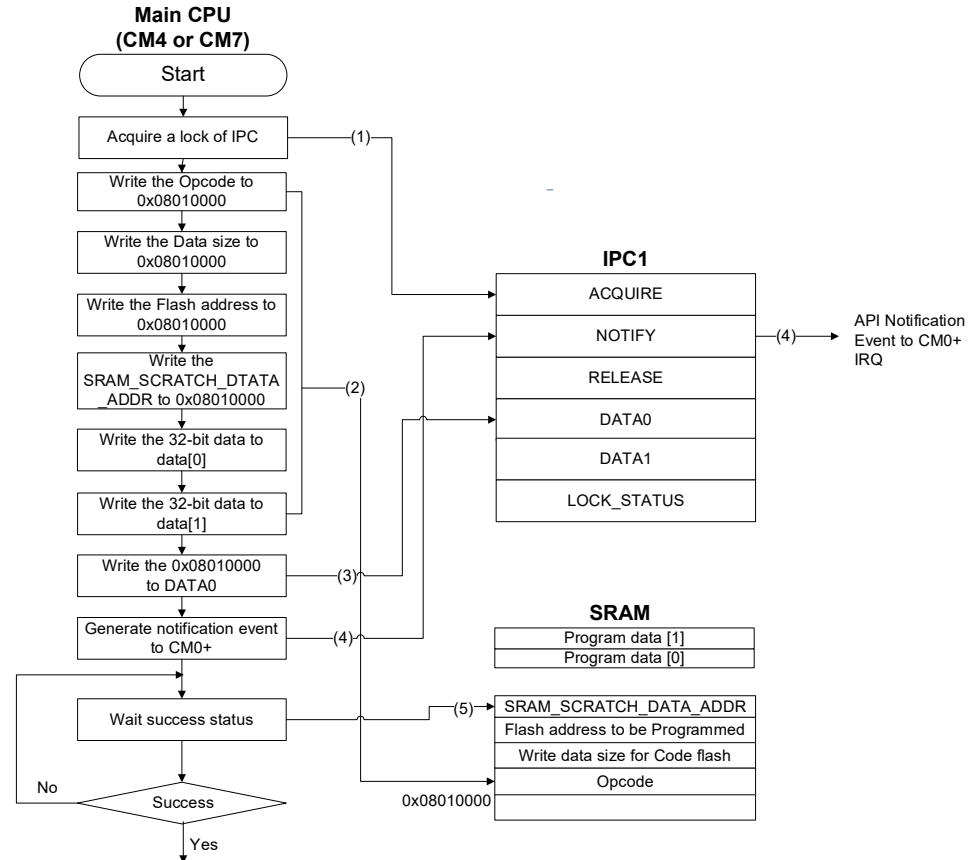 Main CPU
(CM4 or CM7)
Start
Acquire a lock of IPC
(1)
Write the Opcode to
0x08010000
Write the Data size to
0x08010000
Write the Flash address to
0x08010000
Write the
SRAM_SCRATCH_DTATA
_ADDR to 0x08010000
(2)
Write the 32-bit data to
data[0]
Write the 32-bit data to
data[1]
Write the 0x08010000
to DATA0
(3)
Generate notification event
to CM0+
(4)
Wait success status
(5)
No
Success
Yes
IPC1
ACQUIRE
NOTIFY
(4)
API Notification
Event to CM0+
IRQ
RELEASE
DATA0
DATA1
LOCK_STATUS
SRAM
Program data [1]
Program data [0]
SRAM_SCRATCH_DATA_ADDR
Flash address to be Programmed
Write data size for Code flash
Opcode
0x08010000